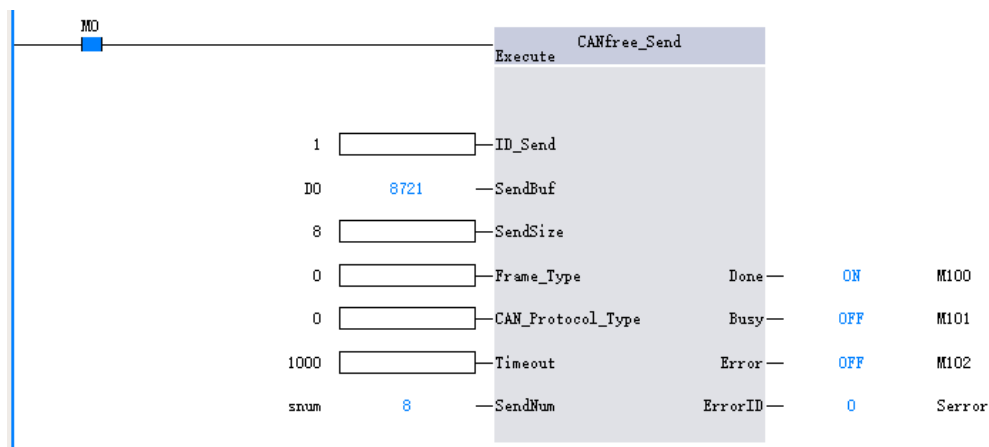 M0
CANfree_Send
Execute
1 ID_Send
D0 8721 SendBuf
8 SendSize
0 Frame_Type Done ON M100
0 CAN_Protocol_Type Busy OFF M101
1000 Timeout Error OFF M102
snum 8 SendNum ErrorID 0 Serror